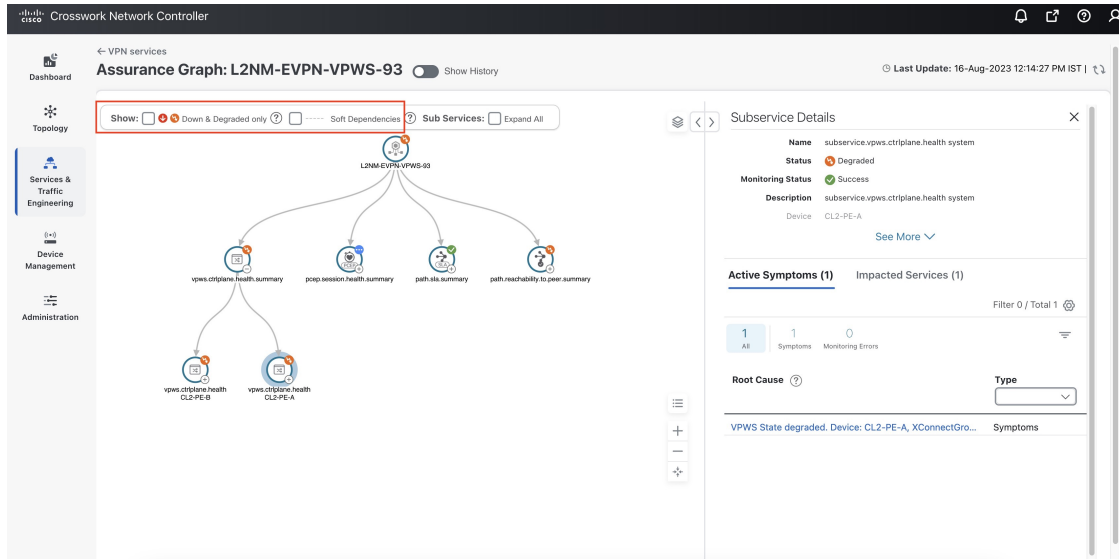 cisco Crosswork Network Controller
← VPN services
Assurance Graph: L2NM-EVPN-VPWS-93
Show History
Last Update: 16-Aug-2023 12:14:27 PM IST |
Dashboard
Topology
Services &
Traffic
Engineering
Device
Management
Administration
Show: Down & Degraded only ? Soft Dependencies ? Sub Services: Expand All
L2NM-EVPN-VPWS-93
vpws.ctrlplane.health.summary
PCEP
pcep.session.health.summary
SLA
path.sla.summary
path.reachability.to.peer.summary
vpws.ctrlplane.health
CL2-PE-B
vpws.ctrlplane.health
CL2-PE-A
Subservice Details
Name subservice.vpws.ctrlplane.health system
Status Degraded
Monitoring Status Success
Description subservice.vpws.ctrlplane.health system
Device CL2-PE-A
See More
Active Symptoms (1) Impacted Services (1)
Filter 0 / Total 1
1 1 0
All Symptoms Monitoring Errors
Root Cause ? Type
VPWS State degraded. Device: CL2-PE-A, XConnectGro... Symptoms